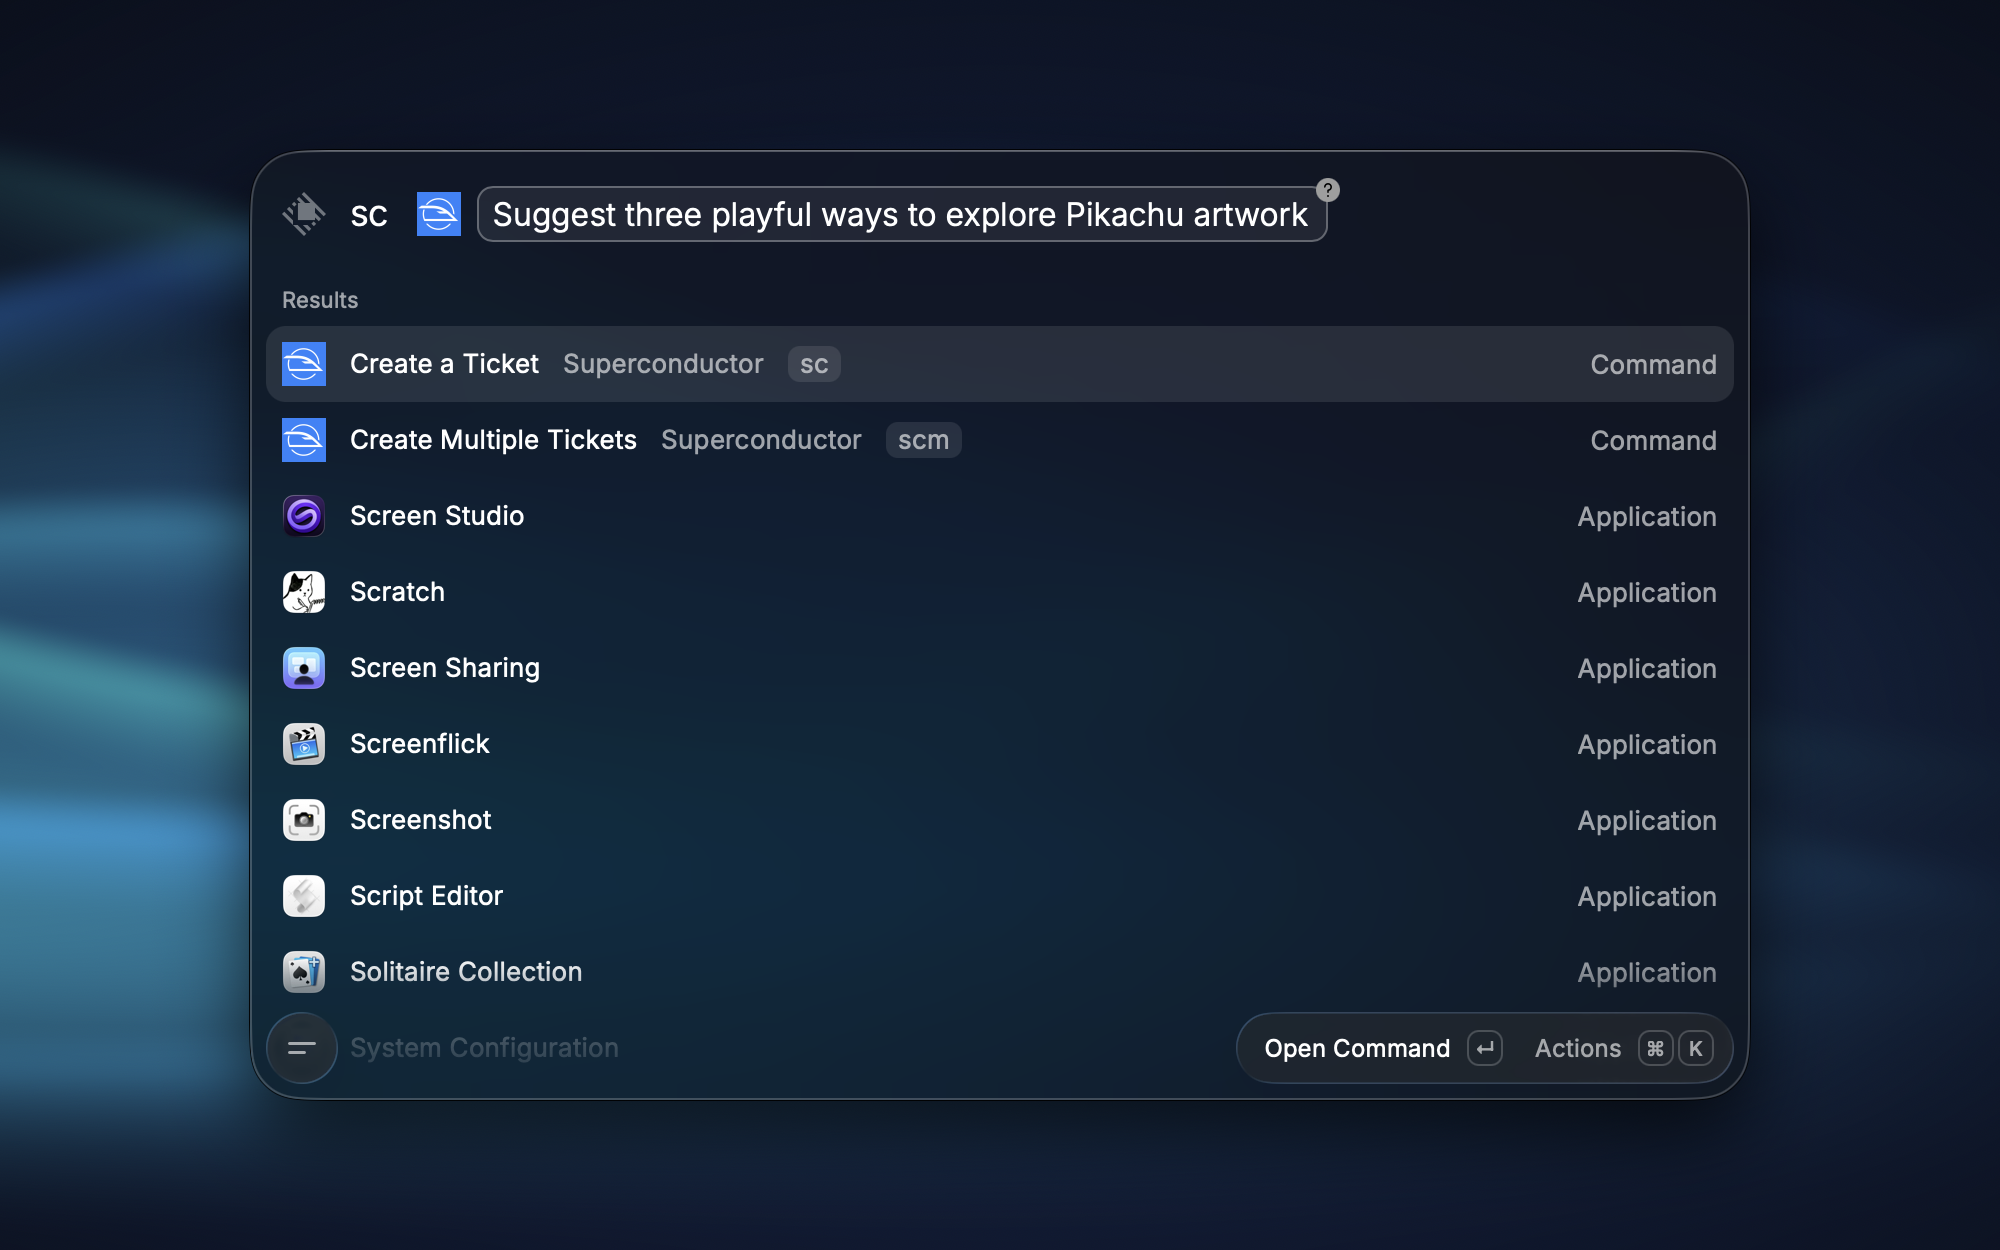 sc Suggest three playful ways to explore Pikachu artwork ?
Results
Create a Ticket Superconductor sc Command
Create Multiple Tickets Superconductor scm Command
Screen Studio Application
Scratch Application
Screen Sharing Application
Screenflick Application
Screenshot Application
Script Editor Application
Solitaire Collection Application
System Configuration
Open Command ↵ Actions ⌘ K